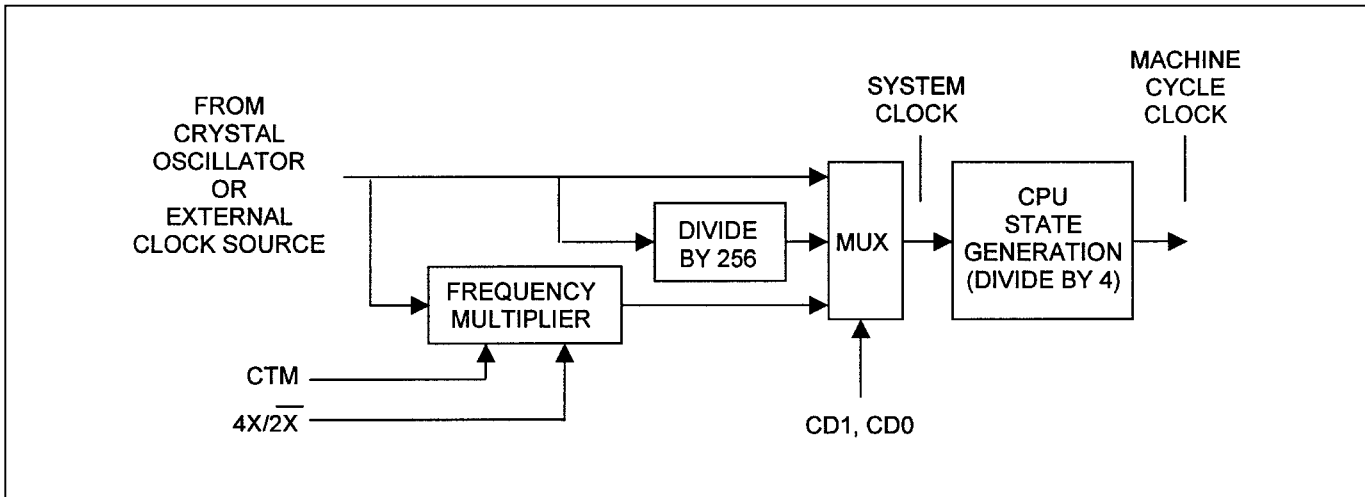 FROM
CRYSTAL
OSCILLATOR
OR
EXTERNAL
CLOCK SOURCE
SYSTEM
CLOCK
MACHINE
CYCLE
CLOCK
DIVIDE
BY 256
MUX
CPU
STATE
GENERATION
(DIVIDE BY 4)
FREQUENCY
MULTIPLIER
CTM
4X/2X̅
CD1, CD0